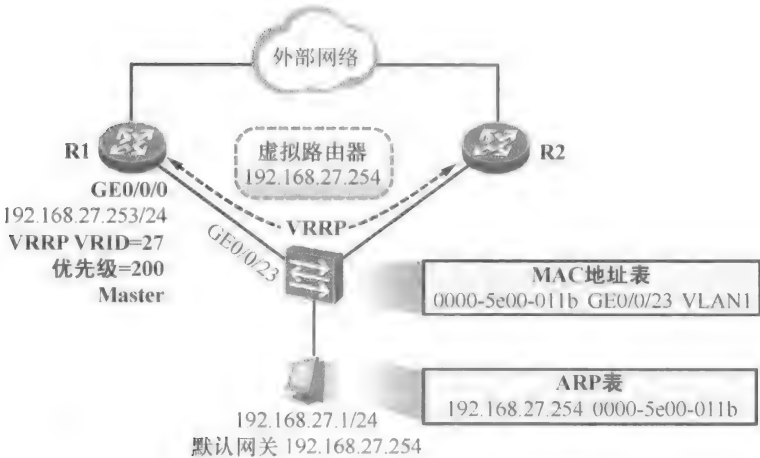 外部网络
R1
虚拟路由器
192.168.27.254
R2
GE0/0/0
192.168.27.253/24
VRRP VRID=27
优先级=200
Master
VRRP
GE0/0/23
MAC地址表
0000-5e00-011b GE0/0/23 VLAN1
ARP表
192.168.27.254 0000-5e00-011b
192.168.27.1/24
默认网关 192.168.27.254